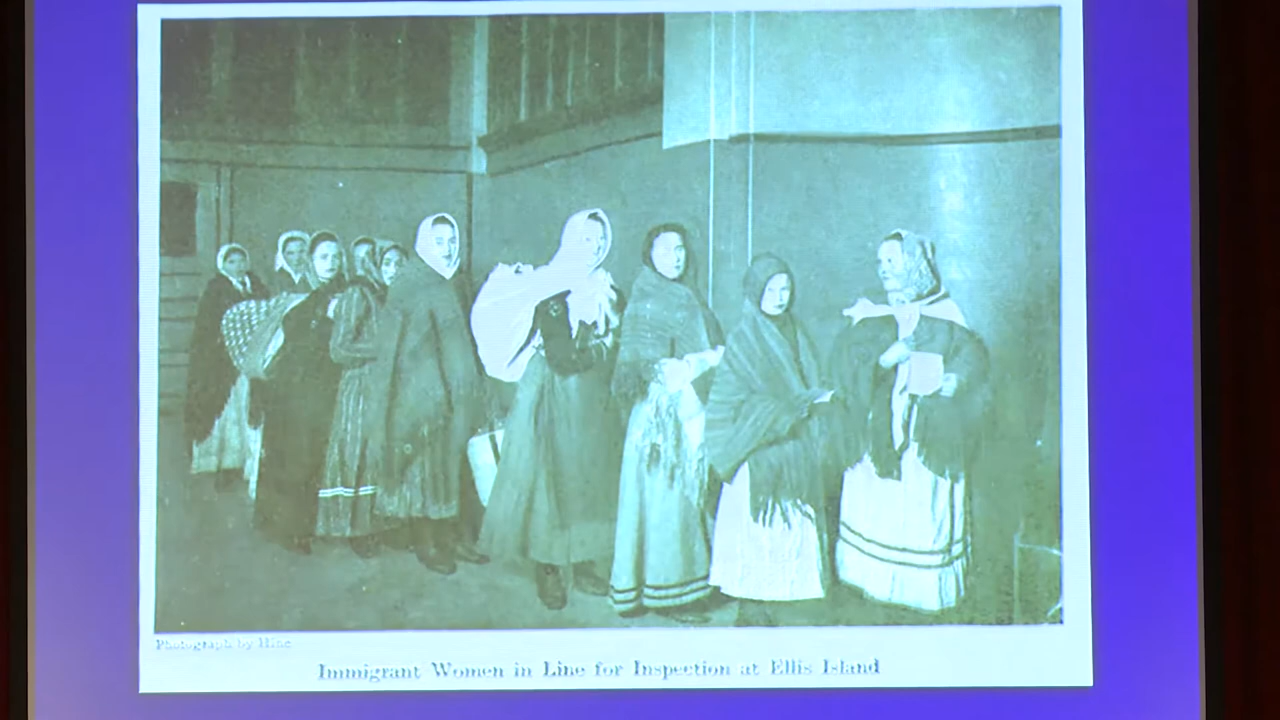 Photograph by Hine
Immigrant Women in Line for Inspection at Ellis Island